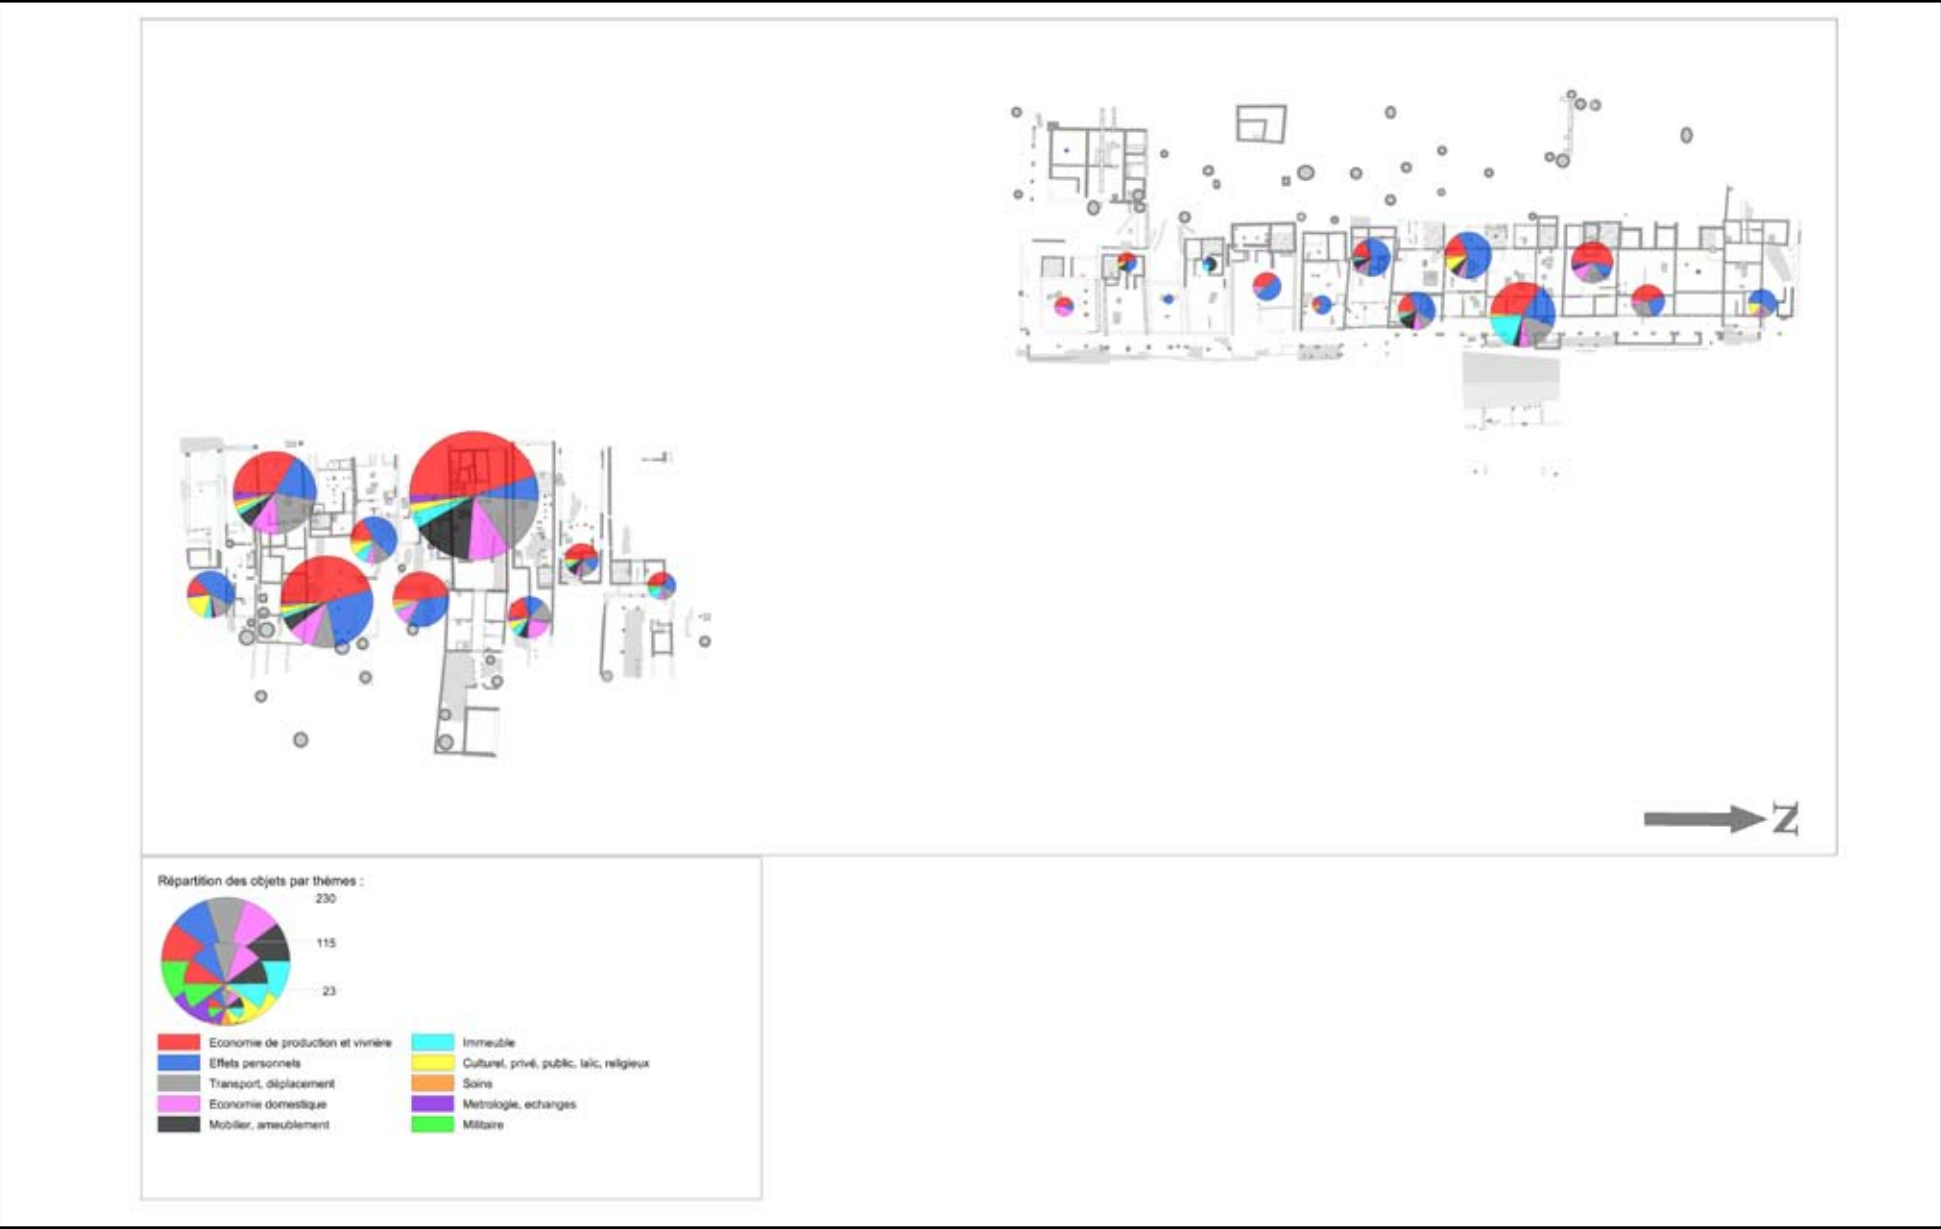 N
Répartition des objets par thèmes :
230
115
23
Economie de production et vivrière
Effets personnels
Transport, déplacement
Economie domestique
Mobilier, ameublement
Immeuble
Culturel, privé, public, laïc, religieux
Soins
Metrologie, echanges
Militaire